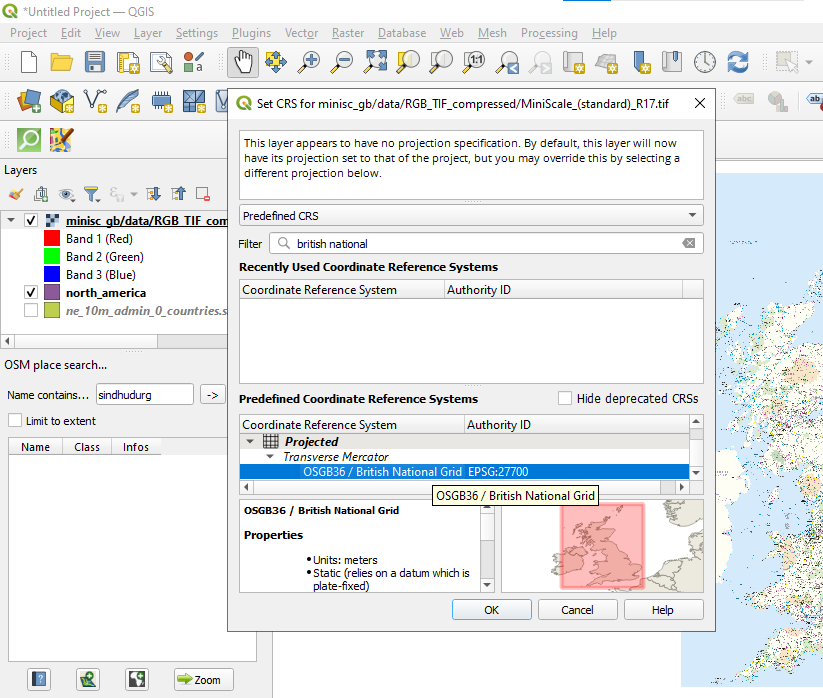 *Untitled Project — QGIS
Project Edit View Layer Settings Plugins Vector Raster Database Web Mesh Processing Help
1:1
abc
ab
Set CRS for minisc_gb/data/RGB_TIF_compressed/MiniScale_(standard)_R17.tif
This layer appears to have no projection specification. By default, this layer will now
have its projection set to that of the project, but you may override this by selecting a
different projection below.
Predefined CRS
Filter british national
Recently Used Coordinate Reference Systems
Coordinate Reference System Authority ID
Predefined Coordinate Reference Systems Hide deprecated CRSs
Coordinate Reference System Authority ID
Projected
Transverse Mercator
OSGB36 / British National Grid EPSG:27700
OSGB36 / British National Grid
OSGB36 / British National Grid
Properties
•Units: meters
•Static (relies on a datum which is
plate-fixed)
OK Cancel Help
Layers
minisc_gb/data/RGB_TIF_com
Band 1 (Red)
Band 2 (Green)
Band 3 (Blue)
north_america
ne_10m_admin_0_countries.s
OSM place search...
Name contains... sindhudurg ->
Limit to extent
Name Class Infos
? Zoom